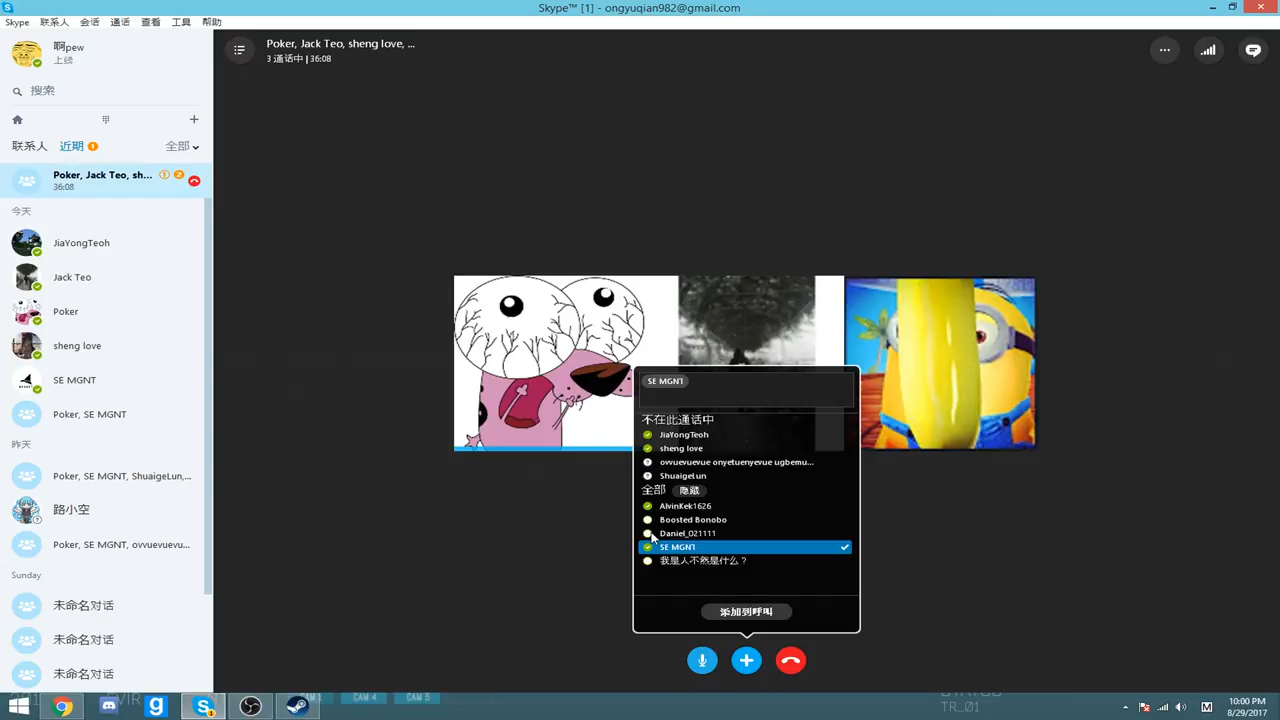 Skype™ [1] - ongyuqian982@gmail.com
Skype 联系人 会话 通话 查看 工具 帮助
啊pew
上线
搜索
联系人 近期 1 全部
Poker, Jack Teo, sh... 1 2
36:08
今天
JiaYongTeoh
Jack Teo
Poker
sheng love
SE MGNT
Poker, SE MGNT
昨天
Poker, SE MGNT, ShuaigeLun,...
路小空
Poker, SE MGNT, ovvuevuevu...
Sunday
未命名对话
未命名对话
未命名对话
Poker, Jack Teo, sheng love, ...
3 通话中 | 36:08
SE MGNT
不在此通话中
JiaYongTeoh
sheng love
ovvuevuevue onyetuenyevue ugbemu...
ShuaigeLun
全部 隐藏
AlvinKek1626
Boosted Bonobo
Daniel_021111
SE MGNT
我是人不然是什么？
添加到呼叫
CAM 4 CAM 5
TR_01
M
10:00 PM
8/29/2017